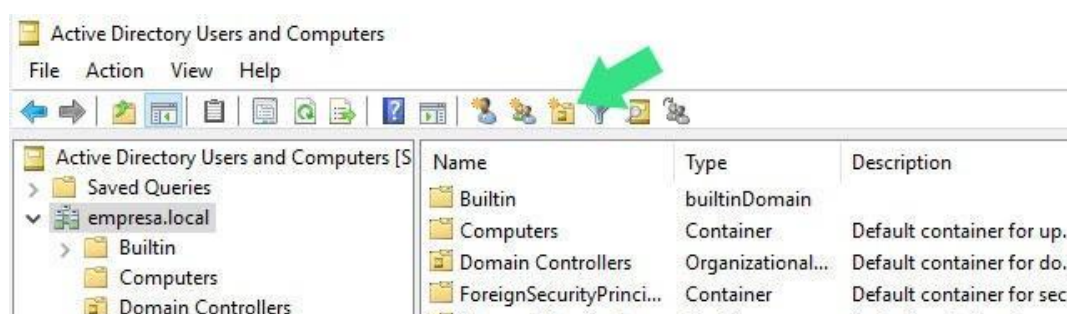 Active Directory Users and Computers
File Action View Help
Active Directory Users and Computers [S
Saved Queries
empresa.local
Builtin
Computers
Domain Controllers
Name Type Description
Builtin builtinDomain
Computers Container Default container for up.
Domain Controllers Organizational... Default container for do.
ForeignSecurityPrinci... Container Default container for sec